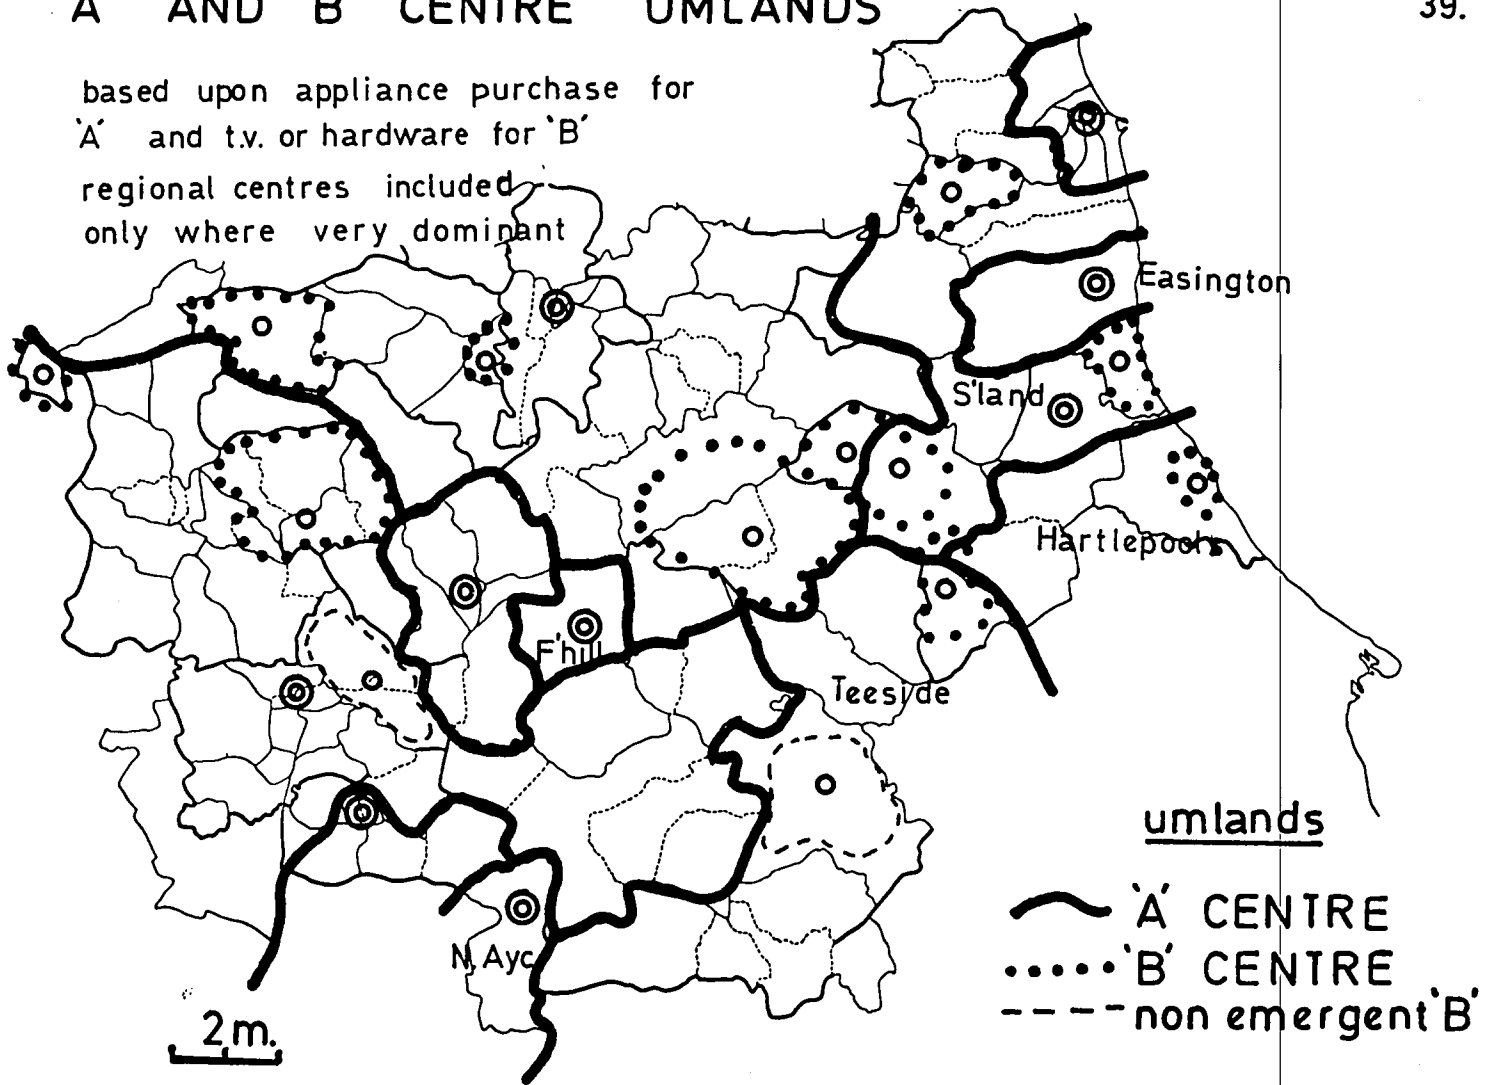 'A' AND 'B' CENTRE UMLANDS
39.
based upon appliance purchase for
'A' and t.v. or hardware for 'B'
regional centres included
only where very dominant
Easington
S'land
Hartlepools
F'hill
Teeside
N. Ayc
umlands
'A' CENTRE
'B' CENTRE
non emergent 'B'
2m.